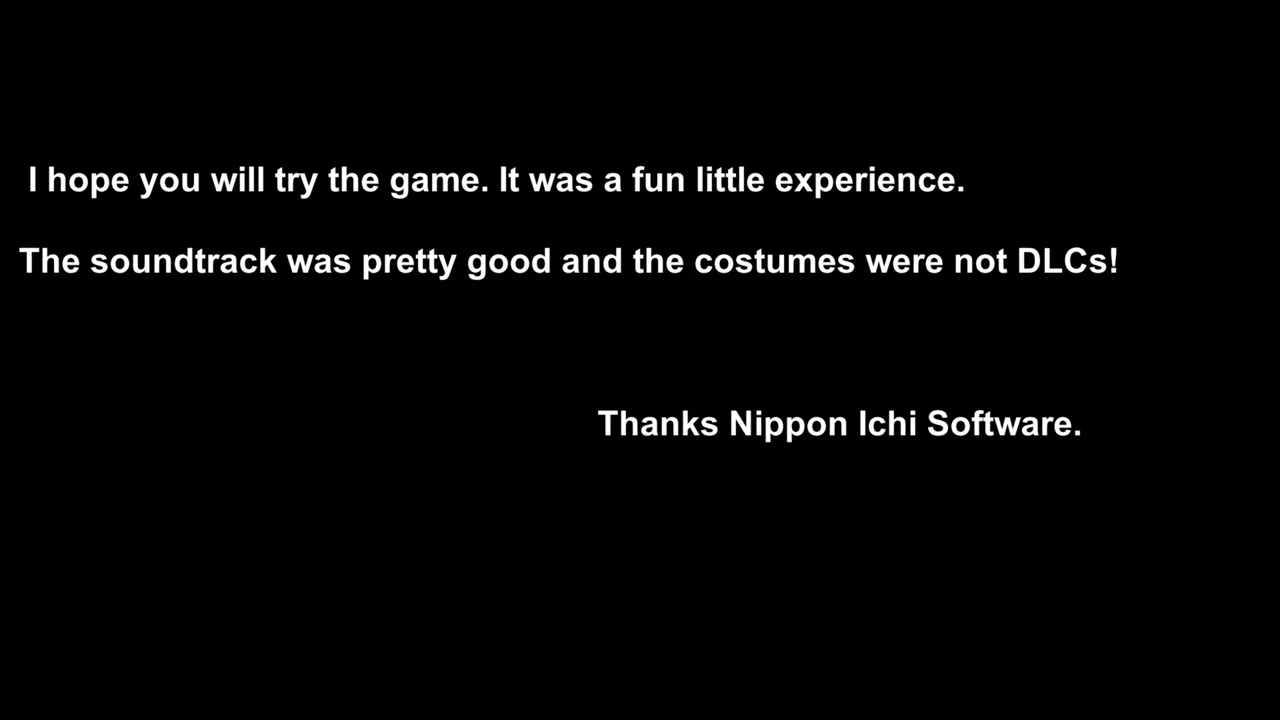 I hope you will try the game. It was a fun little experience.
The soundtrack was pretty good and the costumes were not DLCs!
Thanks Nippon Ichi Software.